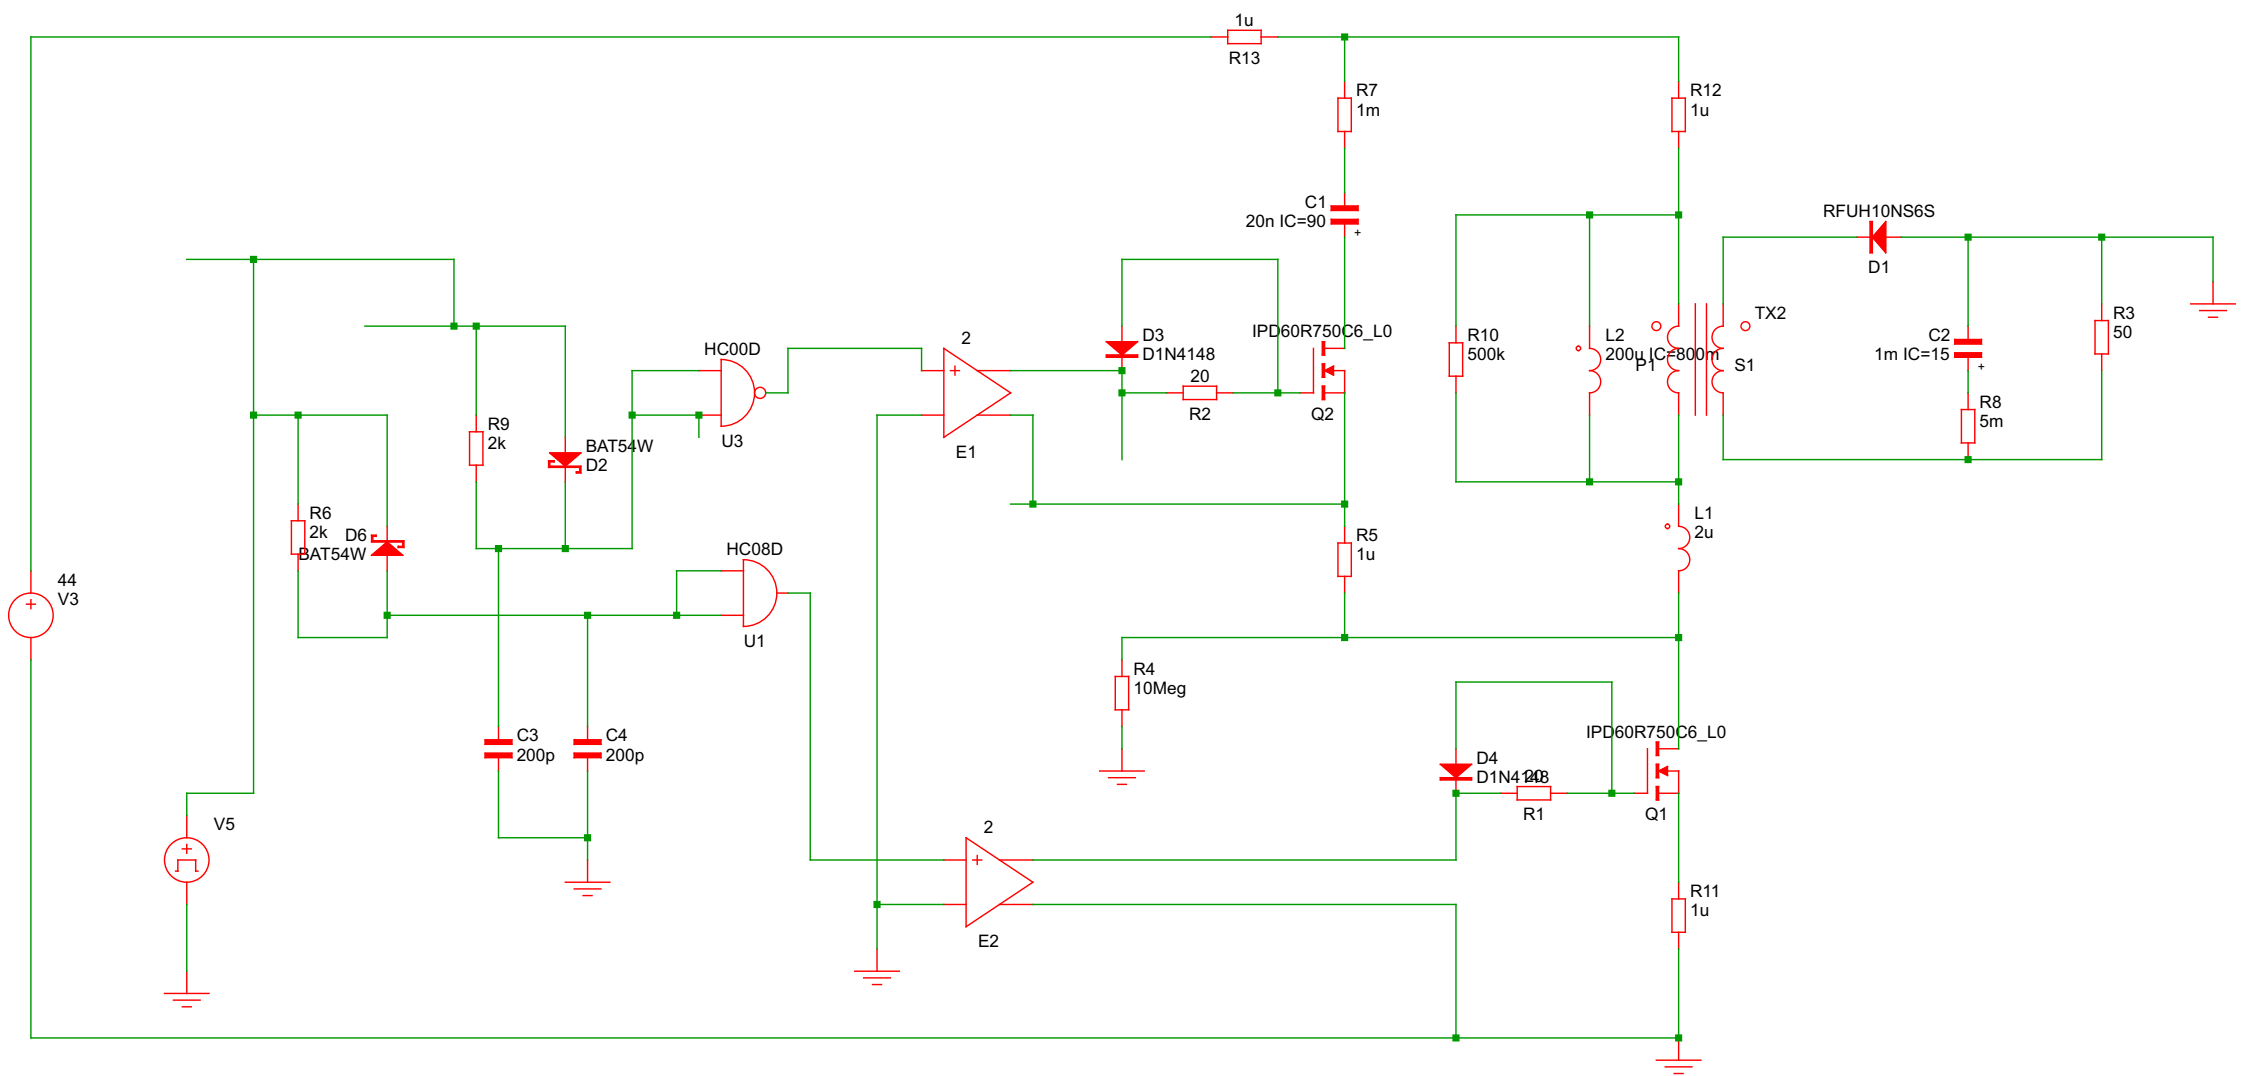 1u
R13
R7
1m
R12
1u
C1
20n IC=90
+
RFUH10NS6S
D1
TX2
IPD60R750C6_L0
D3
D1N4148
2
+
E1
20
R2
Q2
R10
500k
L2
200u IC=800m
P1
S1
C2
1m IC=15
+
R3
50
R8
5m
HC00D
U3
R9
2k
BAT54W
D2
R6
2k
D6
BAT54W
HC08D
U1
R5
1u
L1
2u
44
V3
+
R4
10Meg
C3
200p
C4
200p
IPD60R750C6_L0
D4
D1N4148
20
R1
Q1
V5
+
2
+
E2
R11
1u